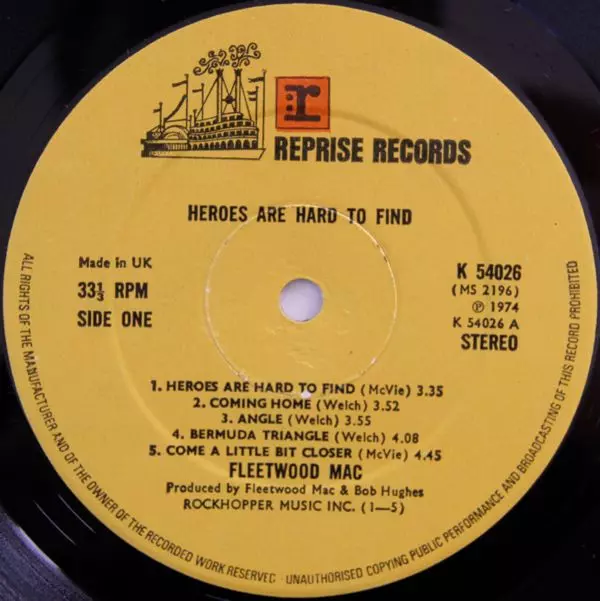 r
REPRISE RECORDS
HEROES ARE HARD TO FIND
Made in UK
33⅓ RPM
SIDE ONE
K 54026
(MS 2196)
℗ 1974
K 54026 A
STEREO
1. HEROES ARE HARD TO FIND (McVie) 3.35
2. COMING HOME (Welch) 3.52
3. ANGLE (Welch) 3.55
4. BERMUDA TRIANGLE (Welch) 4.08
5. COME A LITTLE BIT CLOSER (McVie) 4.45
FLEETWOOD MAC
Produced by Fleetwood Mac & Bob Hughes
ROCKHOPPER MUSIC INC. (1—5)
ALL RIGHTS OF THE MANUFACTURER AND OF THE OWNER OF THE RECORDED WORK RESERVED · UNAUTHORISED COPYING PUBLIC PERFORMANCE AND BROADCASTING OF THIS RECORD PROHIBITED